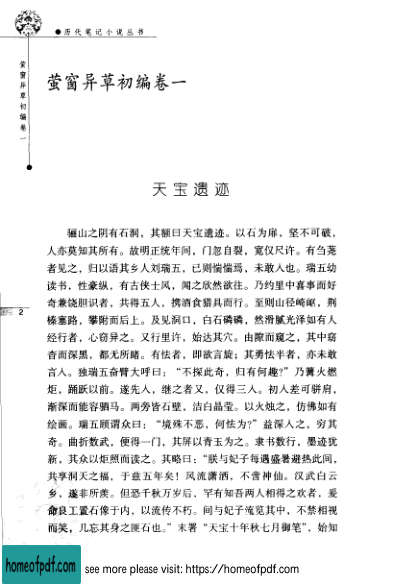 ●历代笔记小说丛书
萤窗异草初编卷一
萤窗异草初编卷一
天宝遗迹
骊山之阴有石洞，其额曰天宝遗迹。以石为扉，坚不可破，
人亦莫知其所有。故明正统年间，门忽自裂，宽仅尺许。有刍荛
者见之，归以语其乡人刘瑞五，已则惴惴焉，未敢入也。瑞五幼
读书，性豪纵，有古侠士风，闻之欣然欲往。乃约里中喜事而好
奇兼饶胆识者，共得五人，携酒食猎具而行。至则山径崎岖，荆
榛塞路，攀附而后上。及见洞口，白石磷磷，然滑腻光泽如有人
经行者，心窃异之。又行里许，始达其穴。由隙而窥之，其中窈
杳而深黑，都无所睹。有怯者，即欲言旋；其勇怯半者，亦未敢
言入。独瑞五奋臂大呼曰：“不探此奇，归有何趣？”乃篝火燃
炬，踊跃以前。遂先入，继之者又，仅得三人。初入差可骈肩，
渐深而能容驷马。两旁皆石壁，洁白晶莹。以火烛之，仿佛如有
绘画。瑞五顾谓众曰：“境殊不恶，何怯为？”益深入之，穷其
奇。曲折数武，便得一门，其屏以青玉为之。隶书数行，墨迹犹
新，其众以炬照而读之。其略曰：“朕与妃子每遇盛暑避热此间，
共享洞天之福，于兹五年矣！风流潇洒，不啻神仙。汉武白云
乡，邃非所羡。但恐千秋万岁后，罕有知吾两人相得之欢者，爰
命良工置石像于内，以流传不朽。间与妃子流览其中，不禁相视
而笑，几忘其身之匪石也。”末署“天宝十年秋七月御笔”，始知
2
homeofpdf.com
see more please visit: https://homeofpdf.com